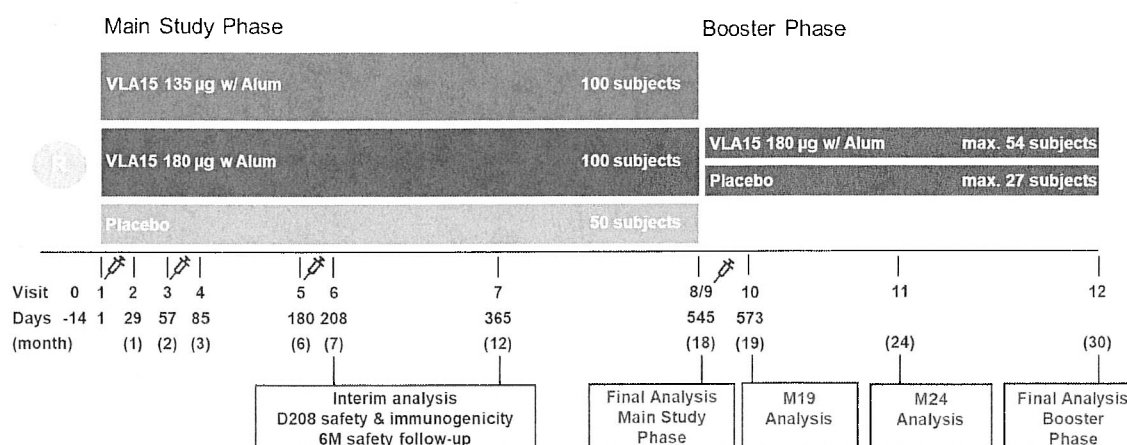 Main Study Phase
Booster Phase
VLA15 135 µg w/ Alum 100 subjects
VLA15 180 µg w Alum 100 subjects
VLA15 180 µg w/ Alum max. 54 subjects
R
Placebo max. 27 subjects
Placebo 50 subjects
Visit 0 1 2 3 4 5 6 7 8/9 10 11 12
Days -14 1 29 57 85 180 208 365 545 573
(month) (1) (2) (3) (6) (7) (12) (18) (19) (24) (30)
Interim analysis
D208 safety & immunogenicity
6M safety follow-up
Final Analysis
Main Study
Phase
M19
Analysis
M24
Analysis
Final Analysis
Booster
Phase